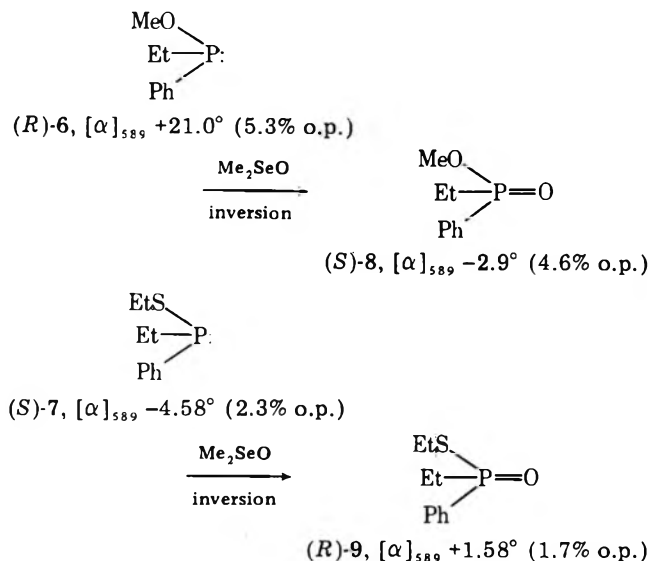 MeO
Et—P:
Ph
(R)-6, [α]₅₈₉ +21.0° (5.3% o.p.)
Me₂SeO
inversion
MeO
Et—P=O
Ph
(S)-8, [α]₅₈₉ −2.9° (4.6% o.p.)
EtS
Et—P:
Ph
(S)-7, [α]₅₈₉ −4.58° (2.3% o.p.)
Me₂SeO
inversion
EtS
Et—P=O
Ph
(R)-9, [α]₅₈₉ +1.58° (1.7% o.p.)